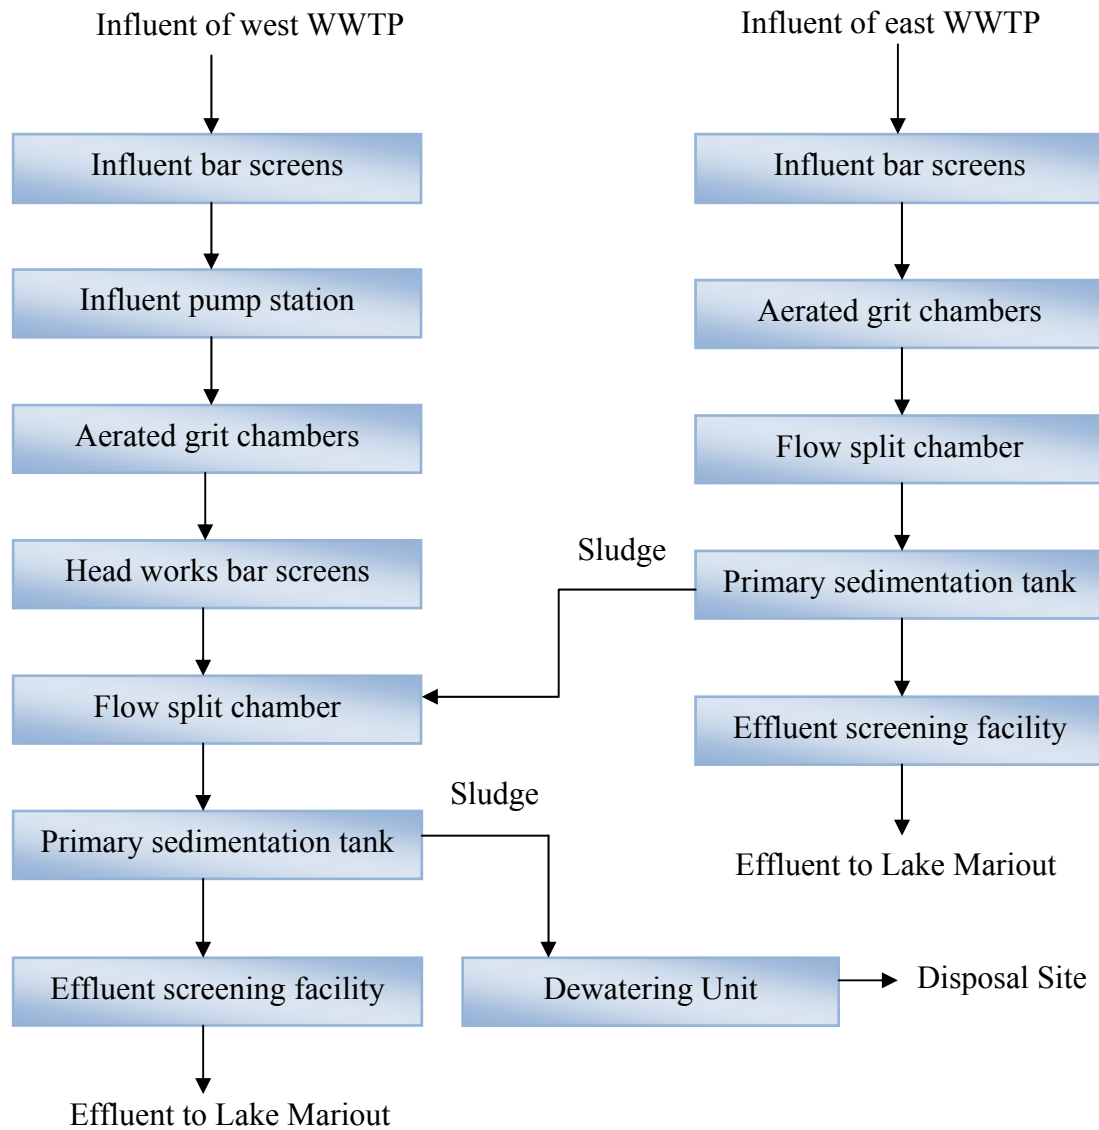 Influent of west WWTP
Influent bar screens
Influent pump station
Aerated grit chambers
Head works bar screens
Flow split chamber
Primary sedimentation tank
Sludge
Effluent screening facility
Effluent to Lake Mariout
Dewatering Unit
Disposal Site
Influent of east WWTP
Influent bar screens
Aerated grit chambers
Flow split chamber
Primary sedimentation tank
Sludge
Effluent screening facility
Effluent to Lake Mariout